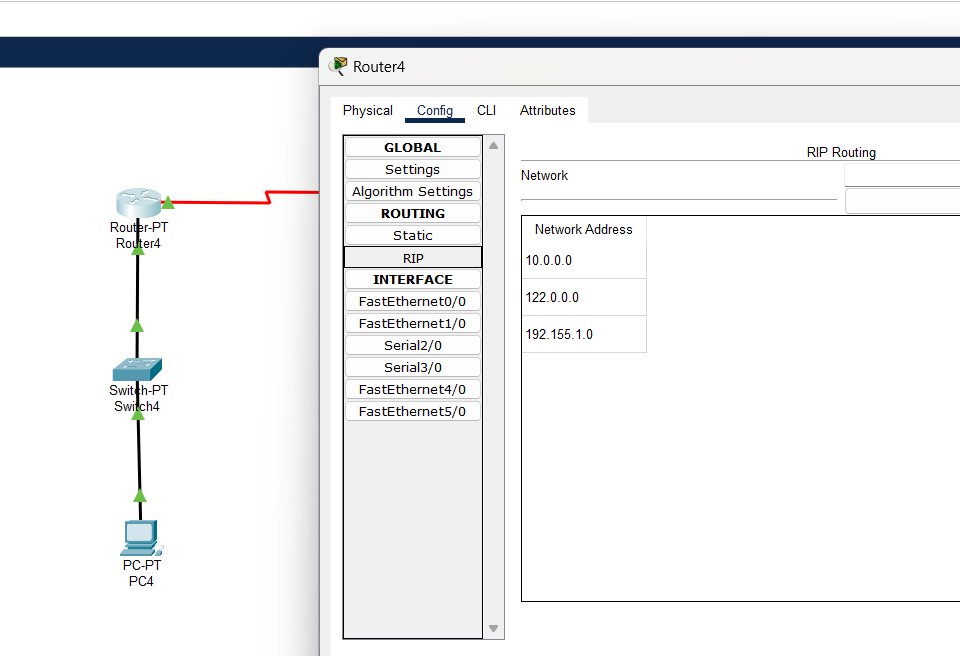 Router4
Physical
Config
CLI
Attributes
GLOBAL
Settings
Algorithm Settings
ROUTING
Static
RIP
INTERFACE
FastEthernet0/0
FastEthernet1/0
Serial2/0
Serial3/0
FastEthernet4/0
FastEthernet5/0
RIP Routing
Network
Network Address
10.0.0.0
122.0.0.0
192.155.1.0
Router-PT
Router4
Switch-PT
Switch4
PC-PT
PC4